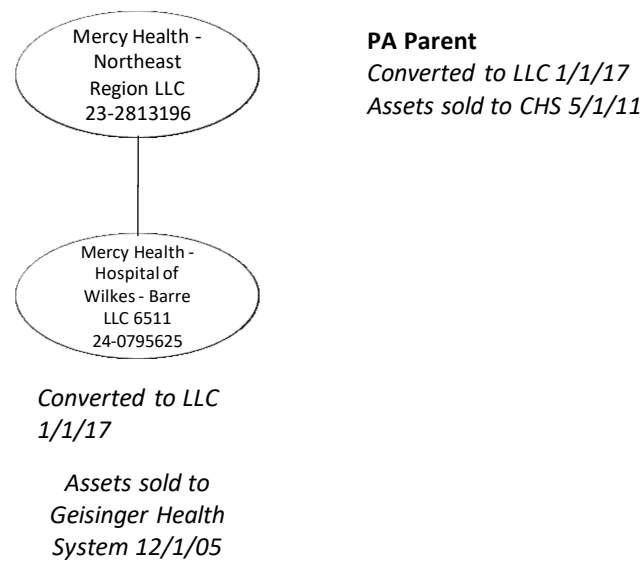 Mercy Health -
Northeast
Region LLC
23-2813196
PA Parent
Converted to LLC 1/1/17
Assets sold to CHS 5/1/11
Mercy Health -
Hospital of
Wilkes - Barre
LLC 6511
24-0795625
Converted to LLC
1/1/17
Assets sold to
Geisinger Health
System 12/1/05